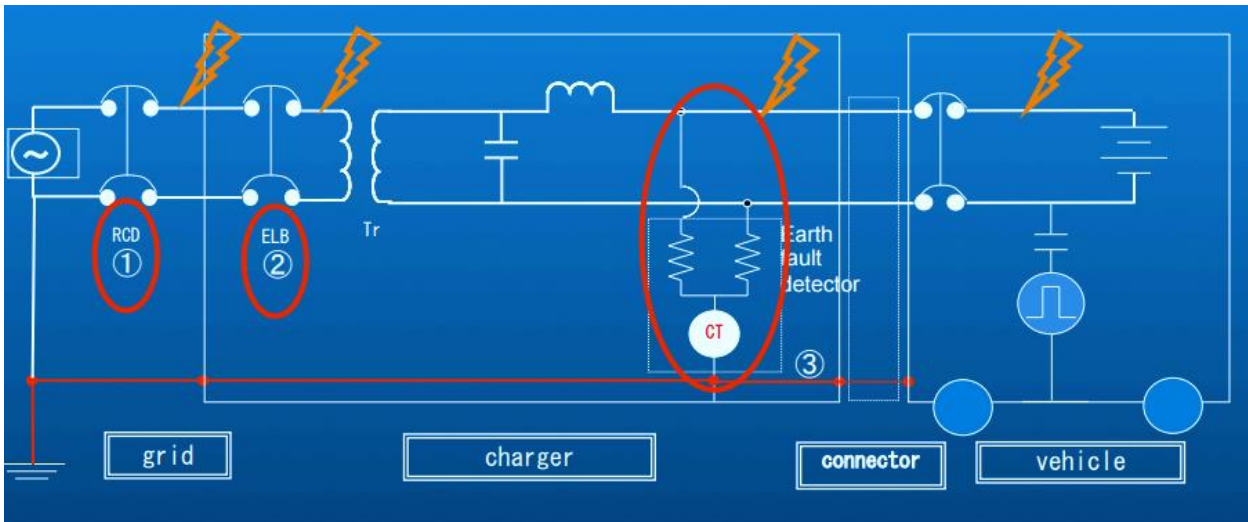 RCD
①
ELB
②
Tr
Earth
fault
detector
CT
③
grid
charger
connector
vehicle